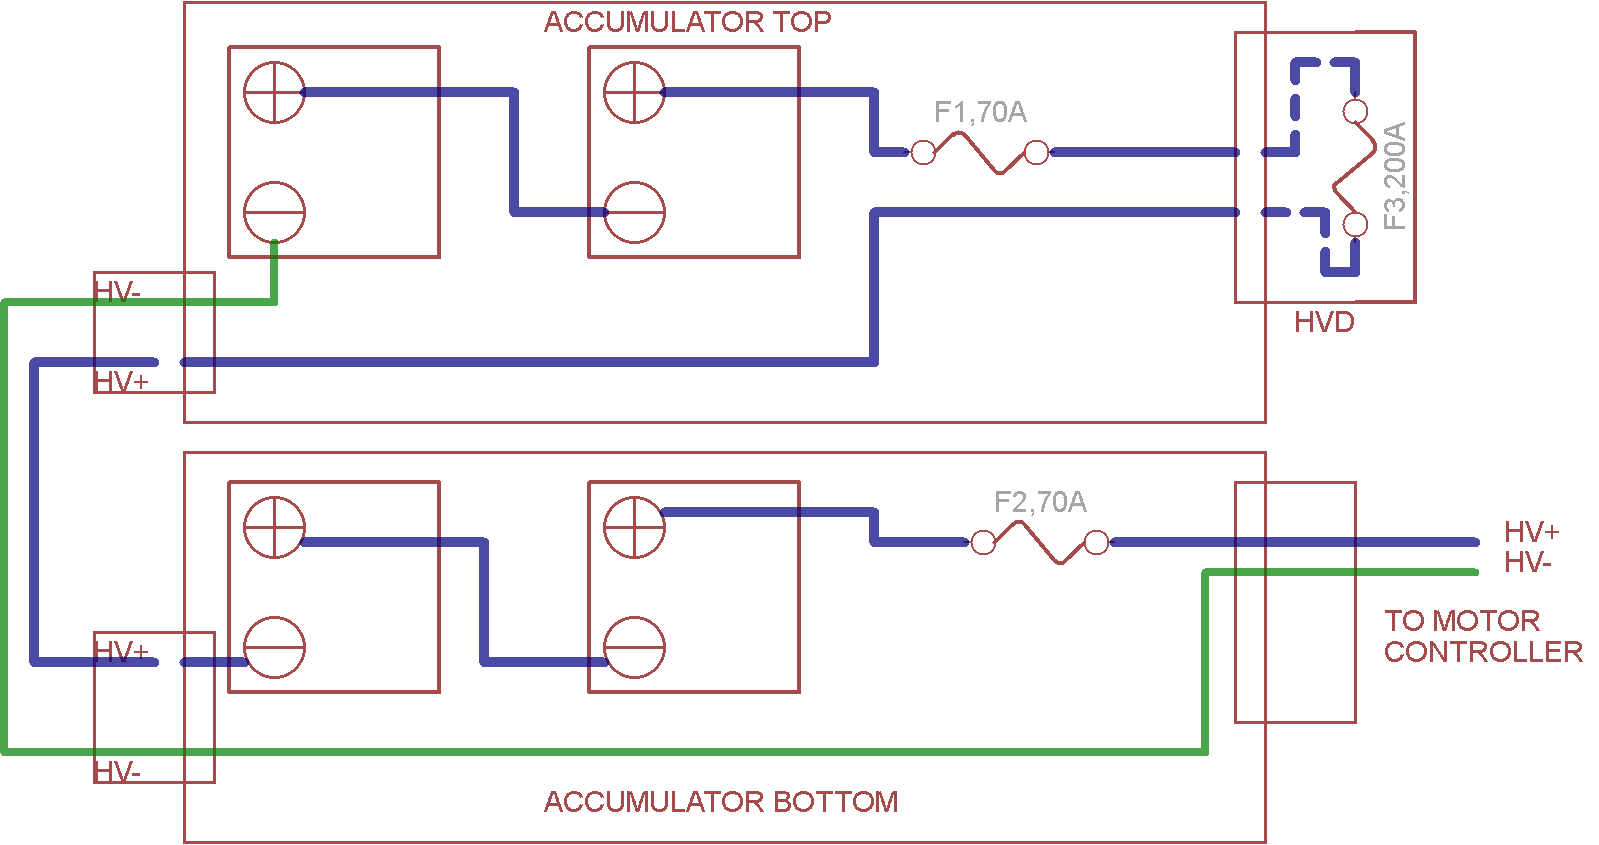 ACCUMULATOR TOP
F1,70A
F3,200A
HV-
HV+
HVD
F2,70A
HV+
HV-
TO MOTOR
CONTROLLER
HV+
HV-
ACCUMULATOR BOTTOM